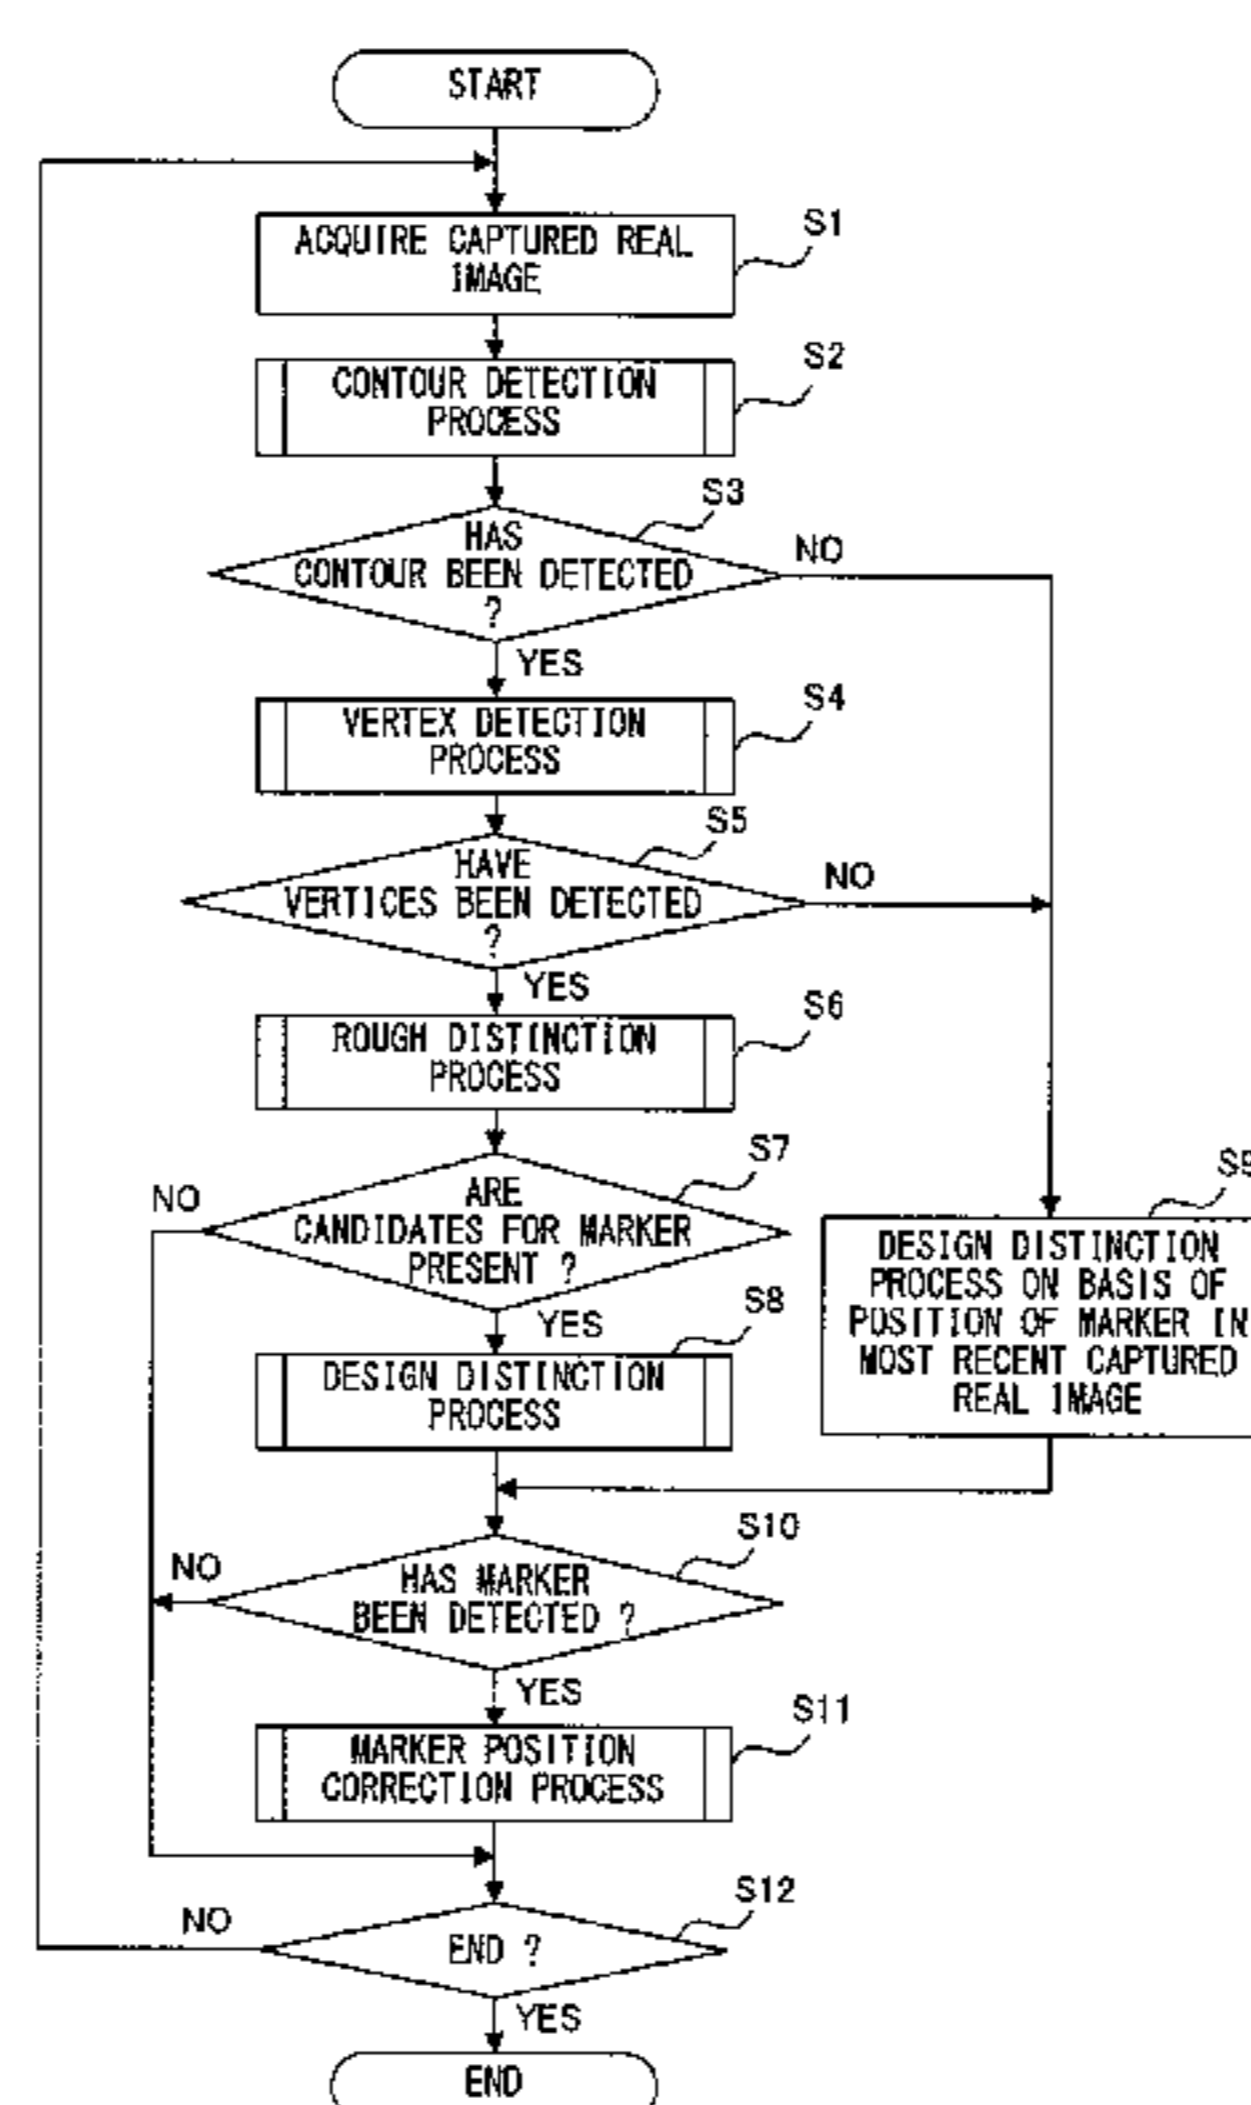 START
ACQUIRE CAPTURED REAL
IMAGE
S1
CONTOUR DETECTION
PROCESS
S2
S3
HAS
CONTOUR BEEN DETECTED
?
NO
YES
VERTEX DETECTION
PROCESS
S4
S5
HAVE
VERTICES BEEN DETECTED
?
NO
YES
ROUGH DISTINCTION
PROCESS
S6
S7
NO
ARE
CANDIDATES FOR MARKER
PRESENT ?
YES
S8
DESIGN DISTINCTION
PROCESS
S9
DESIGN DISTINCTION
PROCESS ON BASIS OF
POSITION OF MARKER IN
MOST RECENT CAPTURED
REAL IMAGE
S10
NO
HAS MARKER
BEEN DETECTED ?
YES
MARKER POSITION
CORRECTION PROCESS
S11
S12
NO
END ?
YES
END